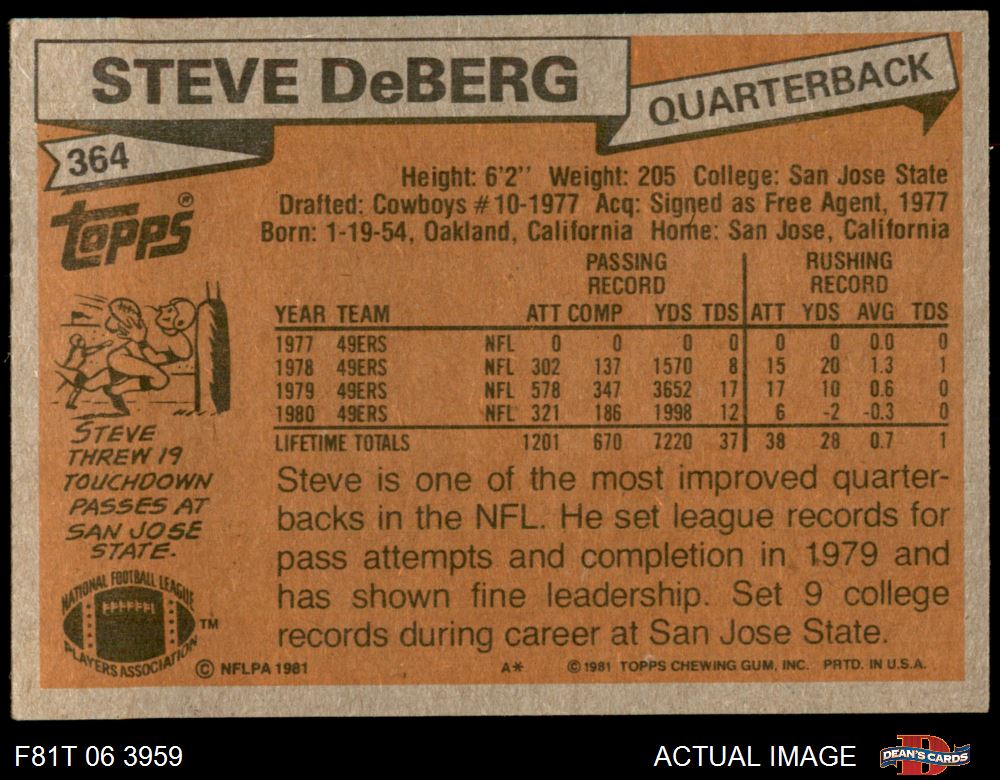 STEVE DeBERG
QUARTERBACK
364
TOPPS®
Height: 6'2'' Weight: 205 College: San Jose State
Drafted: Cowboys #10-1977 Acq: Signed as Free Agent, 1977
Born: 1-19-54, Oakland, California Home: San Jose, California
PASSING RECORD RUSHING RECORD
YEAR TEAM ATT COMP YDS TDS ATT YDS AVG TDS
1977 49ERS NFL 0 0 0 0 0 0 0.0 0
1978 49ERS NFL 302 137 1570 8 15 20 1.3 1
1979 49ERS NFL 578 347 3652 17 17 10 0.6 0
1980 49ERS NFL 321 186 1998 12 6 -2 -0.3 0
LIFETIME TOTALS 1201 670 7220 37 38 28 0.7 1
STEVE
THREW 19
TOUCHDOWN
PASSES AT
SAN JOSE
STATE.
Steve is one of the most improved quarter-
backs in the NFL. He set league records for
pass attempts and completion in 1979 and
has shown fine leadership. Set 9 college
records during career at San Jose State.
NATIONAL FOOTBALL LEAGUE
PLAYERS ASSOCIATION
TM
© NFLPA 1981 A* © 1981 TOPPS CHEWING GUM, INC. PRTD. IN U.S.A.
F81T 06 3959 ACTUAL IMAGE DEAN'S CARDS